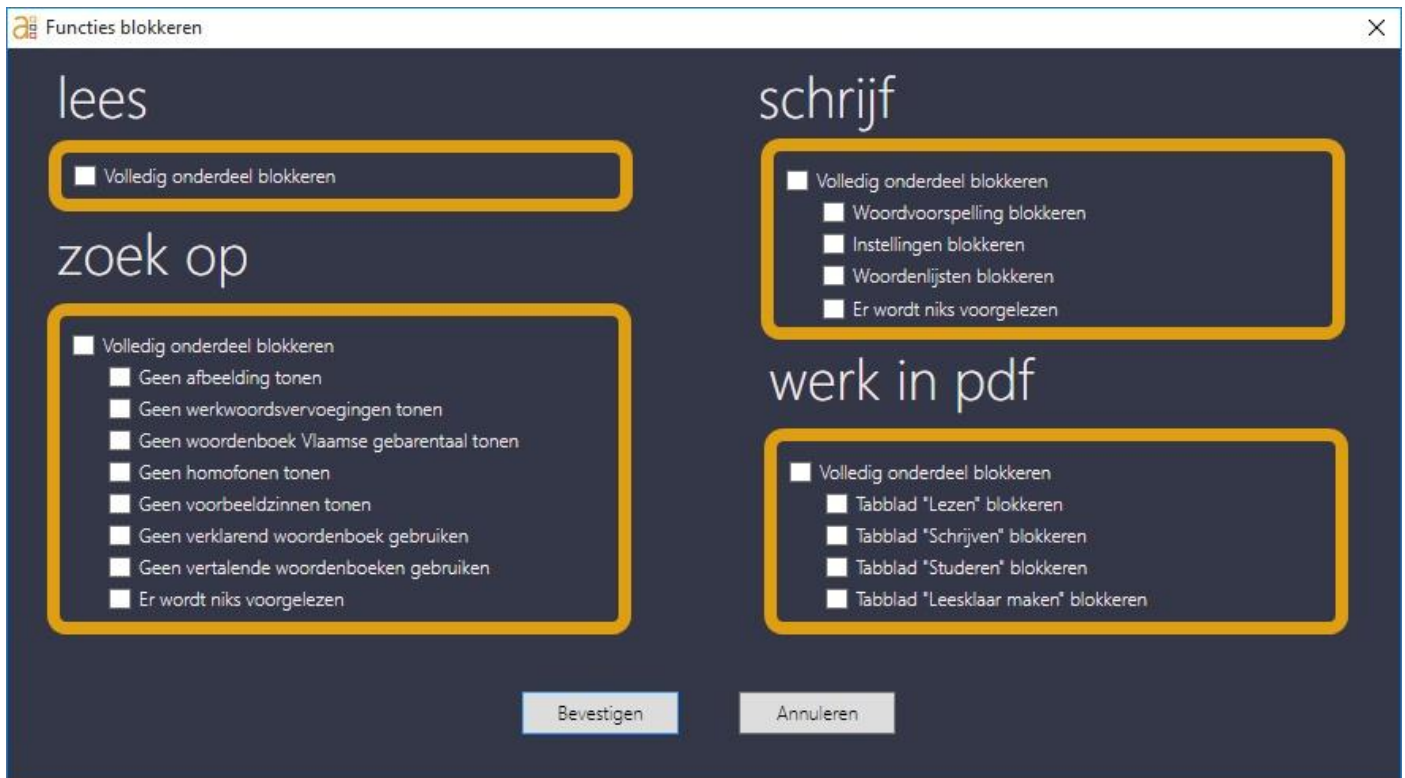 Functies blokkeren
lees
Volledig onderdeel blokkeren
zoek op
Volledig onderdeel blokkeren
Geen afbeelding tonen
Geen werkwoordsvervoegingen tonen
Geen woordenboek Vlaamse gebarentaal tonen
Geen homofonen tonen
Geen voorbeeldzinnen tonen
Geen verklarend woordenboek gebruiken
Geen vertalende woordenboeken gebruiken
Er wordt niks voorgelezen
schrijf
Volledig onderdeel blokkeren
Woordvoorspelling blokkeren
Instellingen blokkeren
Woordenlijsten blokkeren
Er wordt niks voorgelezen
werk in pdf
Volledig onderdeel blokkeren
Tabblad "Lezen" blokkeren
Tabblad "Schrijven" blokkeren
Tabblad "Studeren" blokkeren
Tabblad "Leesklaar maken" blokkeren
Bevestigen
Annuleren